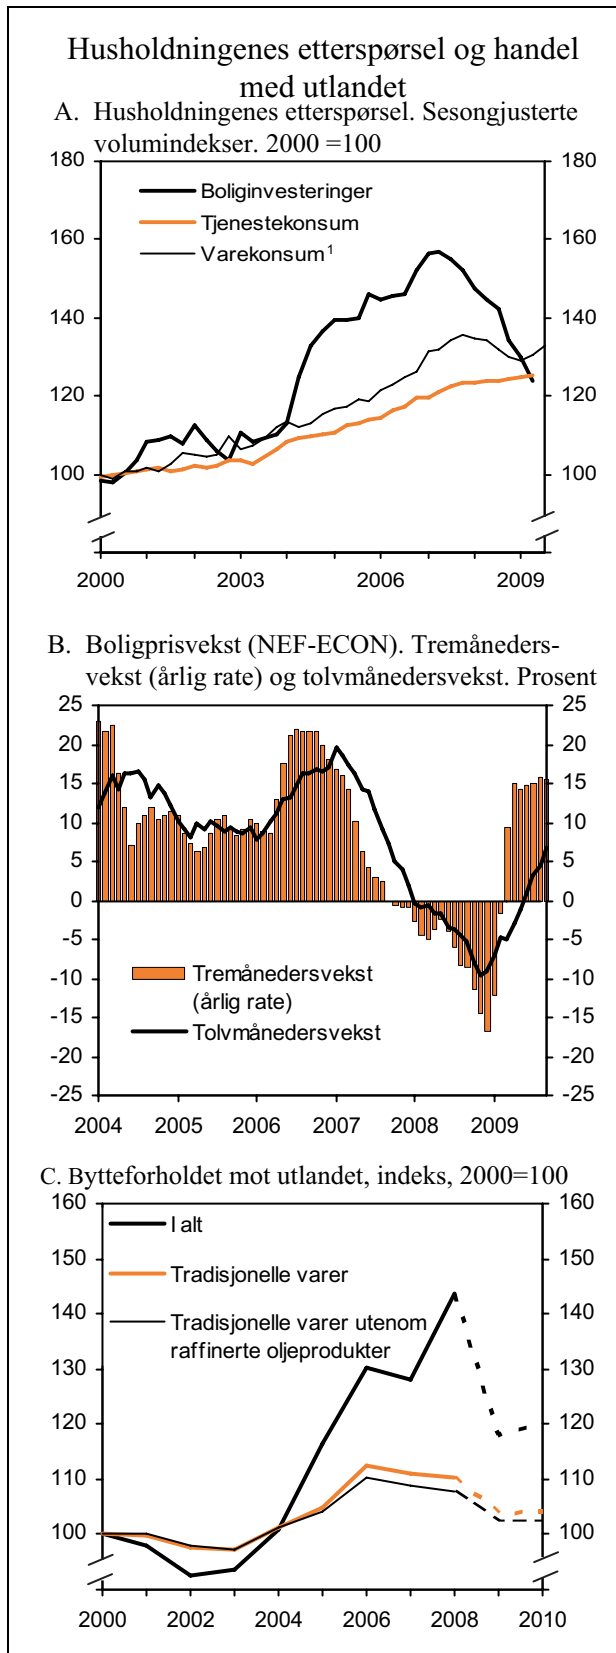 Husholdningenes etterspørsel og handel
med utlandet
A. Husholdningenes etterspørsel. Sesongjusterte
volumindekser. 2000 =100
180 180
Boliginvesteringer
Tjenestekonsum
Varekonsum¹
160 160
140 140
120 120
100 100
2000 2003 2006 2009
B. Boligprisvekst (NEF-ECON). Tremåneders-
vekst (årlig rate) og tolvmånedersvekst. Prosent
25 25
20 20
15 15
10 10
5 5
0 0
-5 -5
Tremånedersvekst
(årlig rate)
Tolvmånedersvekst
-10 -10
-15 -15
-20 -20
-25 -25
2004 2005 2006 2007 2008 2009
C. Bytteforholdet mot utlandet, indeks, 2000=100
160 160
I alt
Tradisjonelle varer
Tradisjonelle varer utenom
raffinerte oljeprodukter
150 150
140 140
130 130
120 120
110 110
100 100
2000 2002 2004 2006 2008 2010